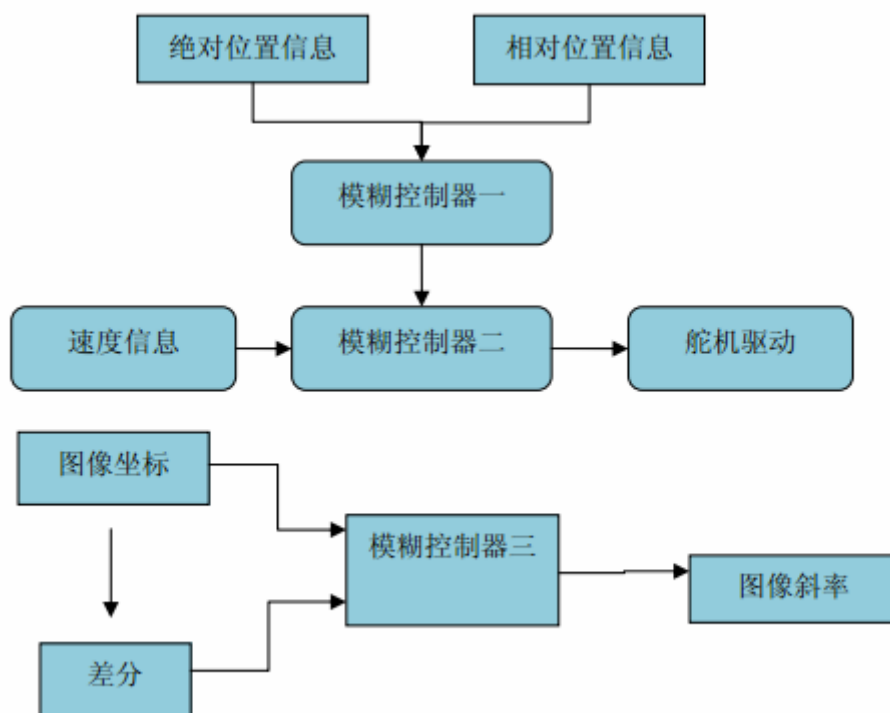 绝对位置信息
相对位置信息
模糊控制器一
速度信息
模糊控制器二
舵机驱动
图像坐标
模糊控制器三
图像斜率
差分